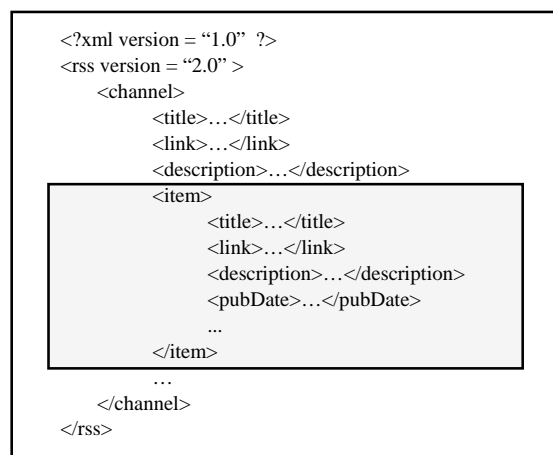 <?xml version = “1.0”  ?>
<rss version = “2.0” >
<channel>
<title>…</title>
<link>…</link>
<description>…</description>
<item>
<title>…</title>
<link>…</link>
<description>…</description>
<pubDate>…</pubDate>
...
</item>
…
</channel>
</rss>